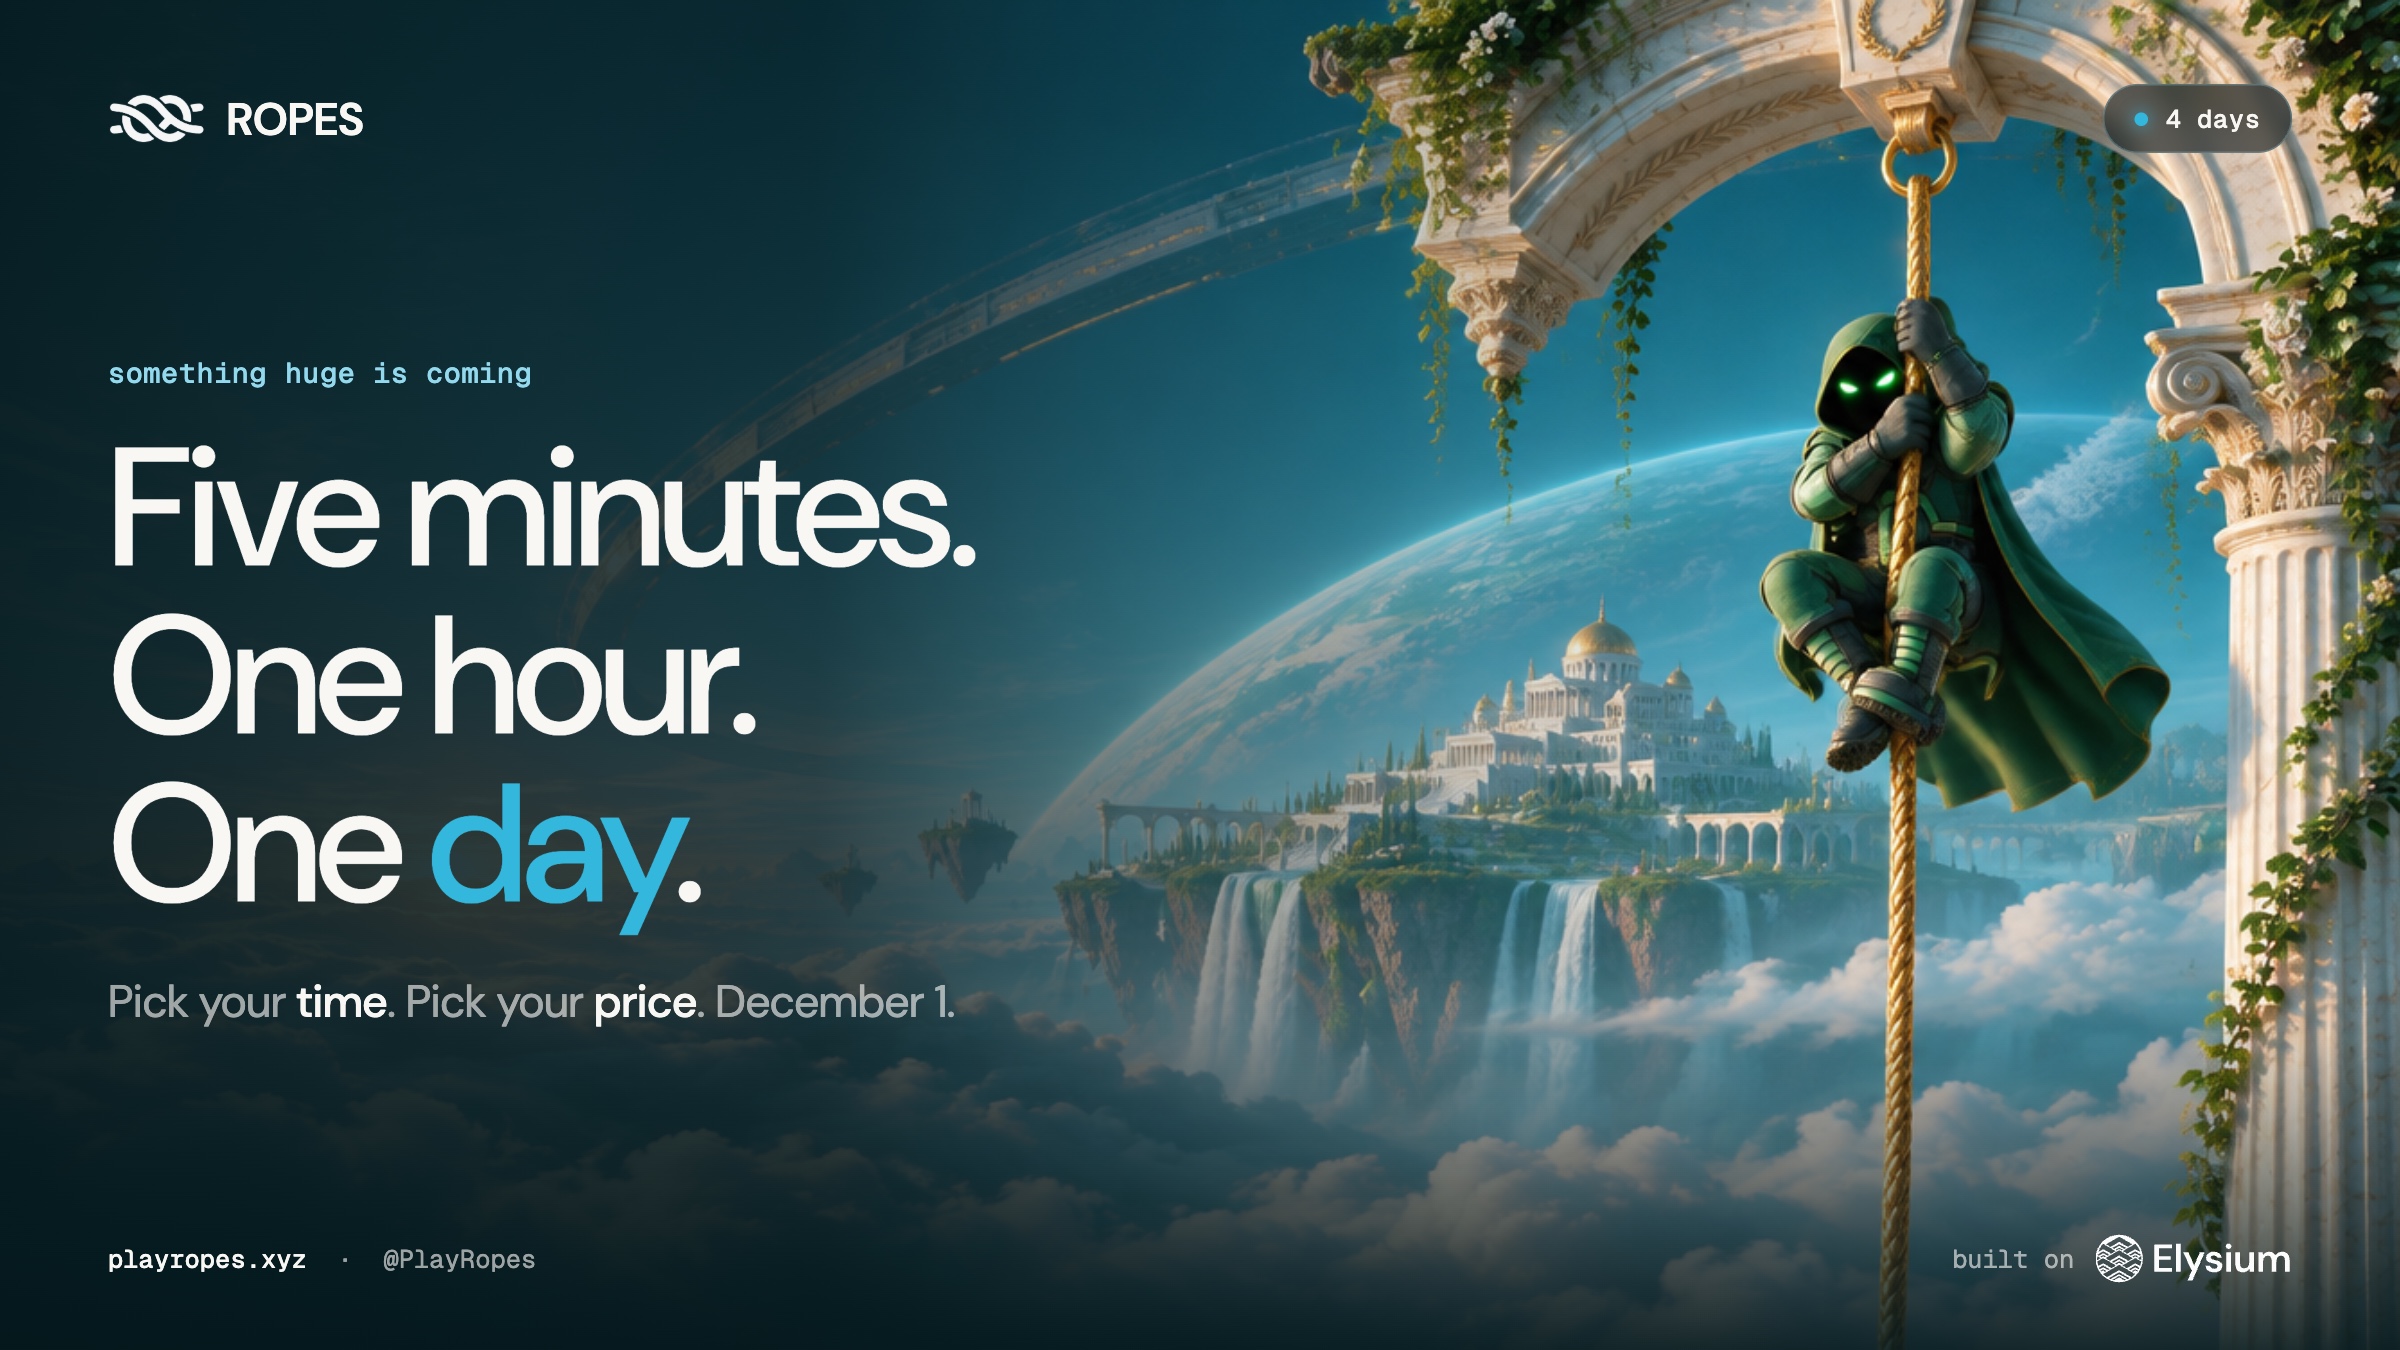 ROPES
4 days
something huge is coming
Five minutes.
One hour.
One day.
Pick your time. Pick your price. December 1.
playropes.xyz · @PlayRopes
built on Elysium